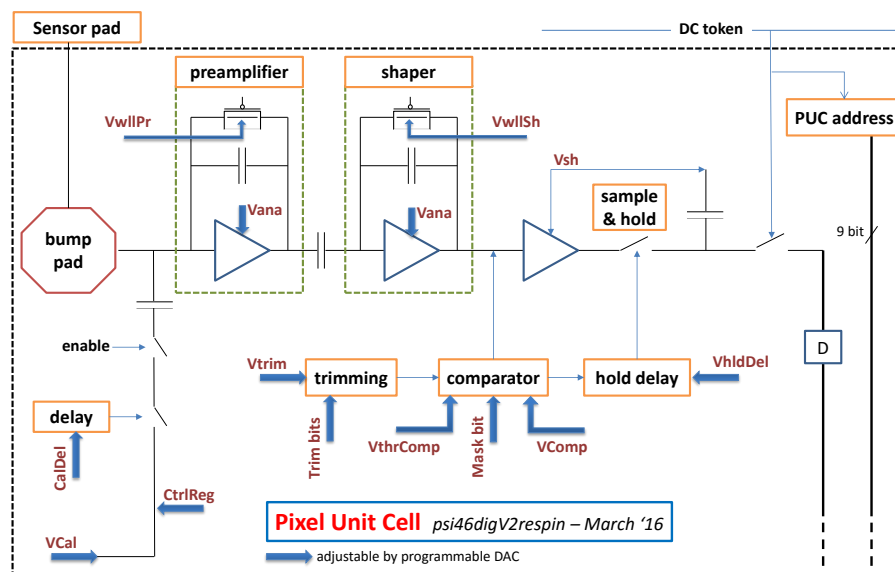 Sensor pad
DC token
preamplifier
shaper
PUC address
VwllPr
VwllSh
Vsh
sample
& hold
Vana
Vana
bump
pad
9 bit
enable
D
Vtrim
trimming
comparator
hold delay
VhldDel
delay
CalDel
Trim bits
VthrComp
Mask bit
VComp
CtrlReg
VCal
Pixel Unit Cell psi46digV2respin – March ‘16
adjustable by programmable DAC